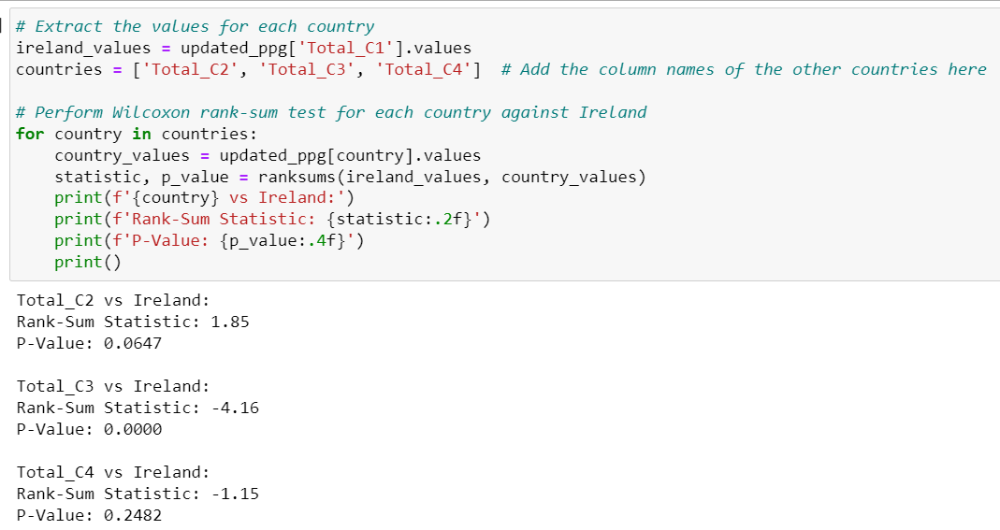 # Extract the values for each country
ireland_values = updated_ppg['Total_C1'].values
countries = ['Total_C2', 'Total_C3', 'Total_C4']  # Add the column names of the other countries here

# Perform Wilcoxon rank-sum test for each country against Ireland
for country in countries:
    country_values = updated_ppg[country].values
    statistic, p_value = ranksums(ireland_values, country_values)
    print(f'{country} vs Ireland:')
    print(f'Rank-Sum Statistic: {statistic:.2f}')
    print(f'P-Value: {p_value:.4f}')
    print()

Total_C2 vs Ireland:
Rank-Sum Statistic: 1.85
P-Value: 0.0647

Total_C3 vs Ireland:
Rank-Sum Statistic: -4.16
P-Value: 0.0000

Total_C4 vs Ireland:
Rank-Sum Statistic: -1.15
P-Value: 0.2482